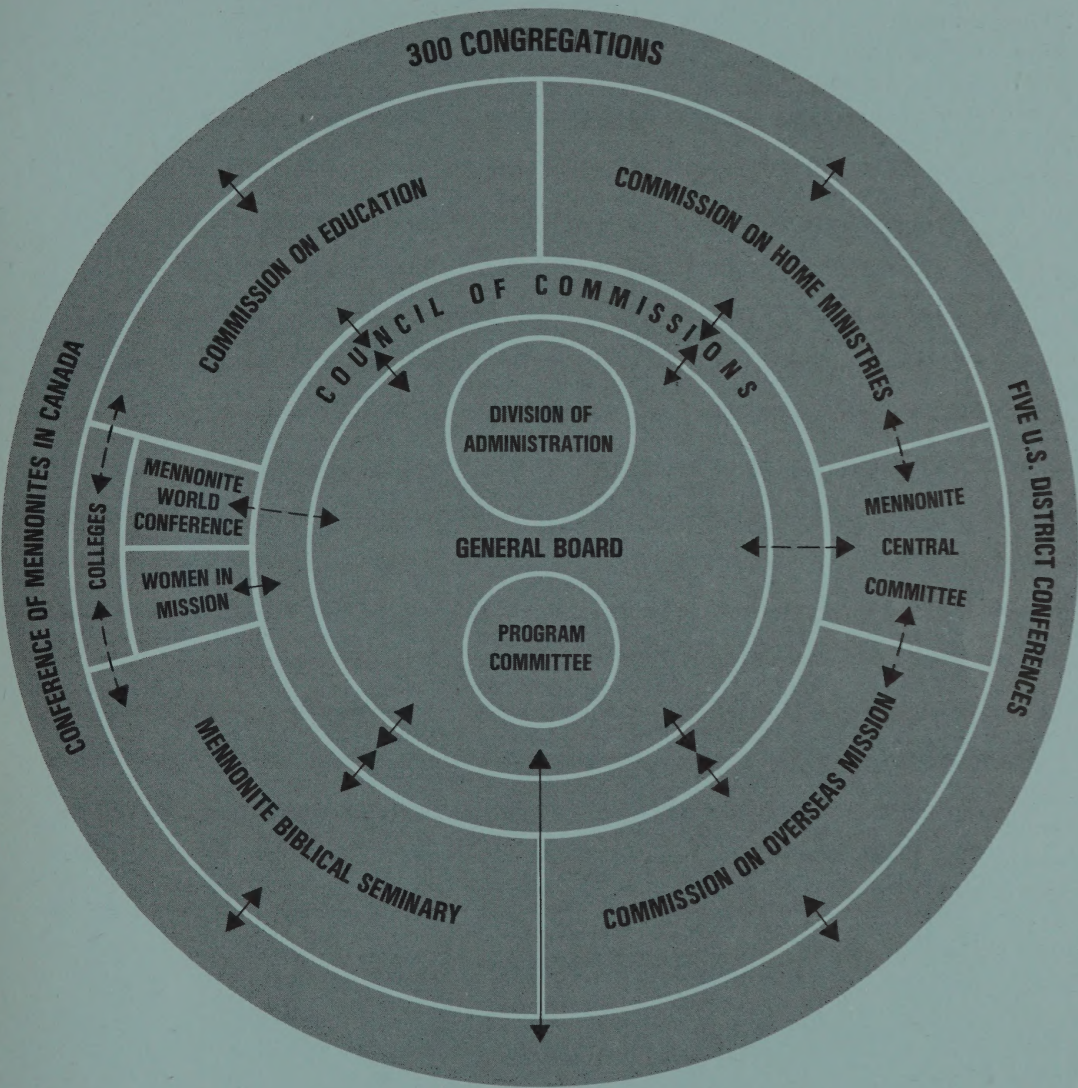 300 CONGREGATIONS
CONFERENCE OF MENNONITES IN CANADA
FIVE U.S. DISTRICT CONFERENCES
COMMISSION ON EDUCATION
COMMISSION ON HOME MINISTRIES
COUNCIL OF COMMISSIONS
DIVISION OF
ADMINISTRATION
GENERAL BOARD
PROGRAM
COMMITTEE
COLLEGES
MENNONITE
WORLD
CONFERENCE
WOMEN IN
MISSION
MENNONITE
CENTRAL
COMMITTEE
MENNONITE BIBLICAL SEMINARY
COMMISSION ON OVERSEAS MISSION